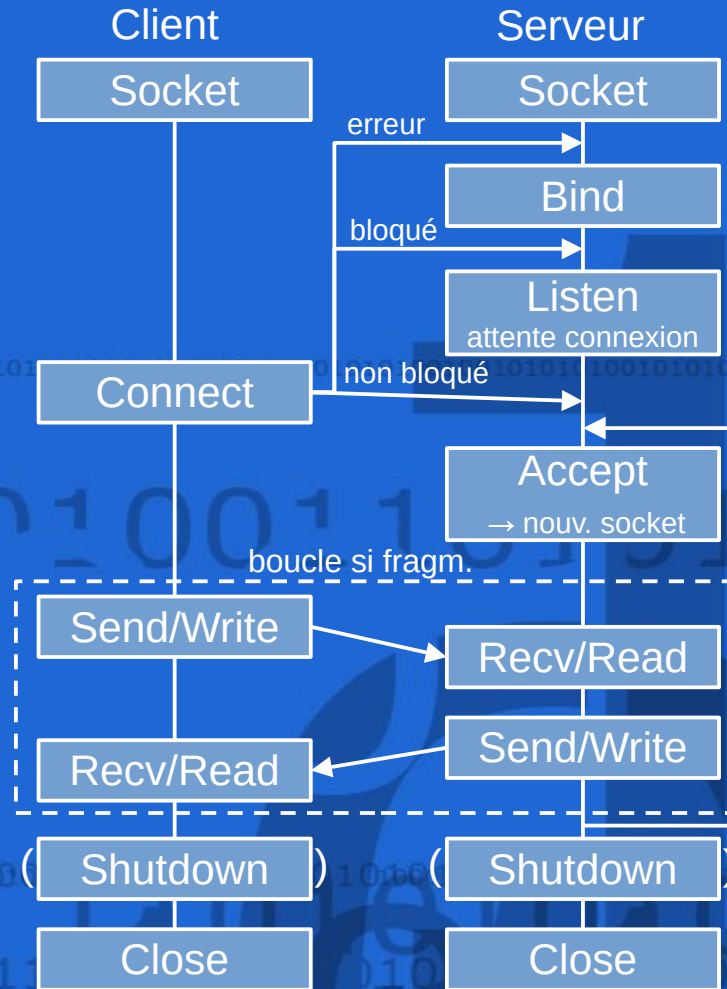 Client
Serveur
Socket
Socket
erreur
Bind
bloqué
Listen
attente connexion
non bloqué
Connect
Accept
→ nouv. socket
boucle si fragm.
Send/Write
Recv/Read
Send/Write
Recv/Read
( Shutdown )
( Shutdown )
Close
Close